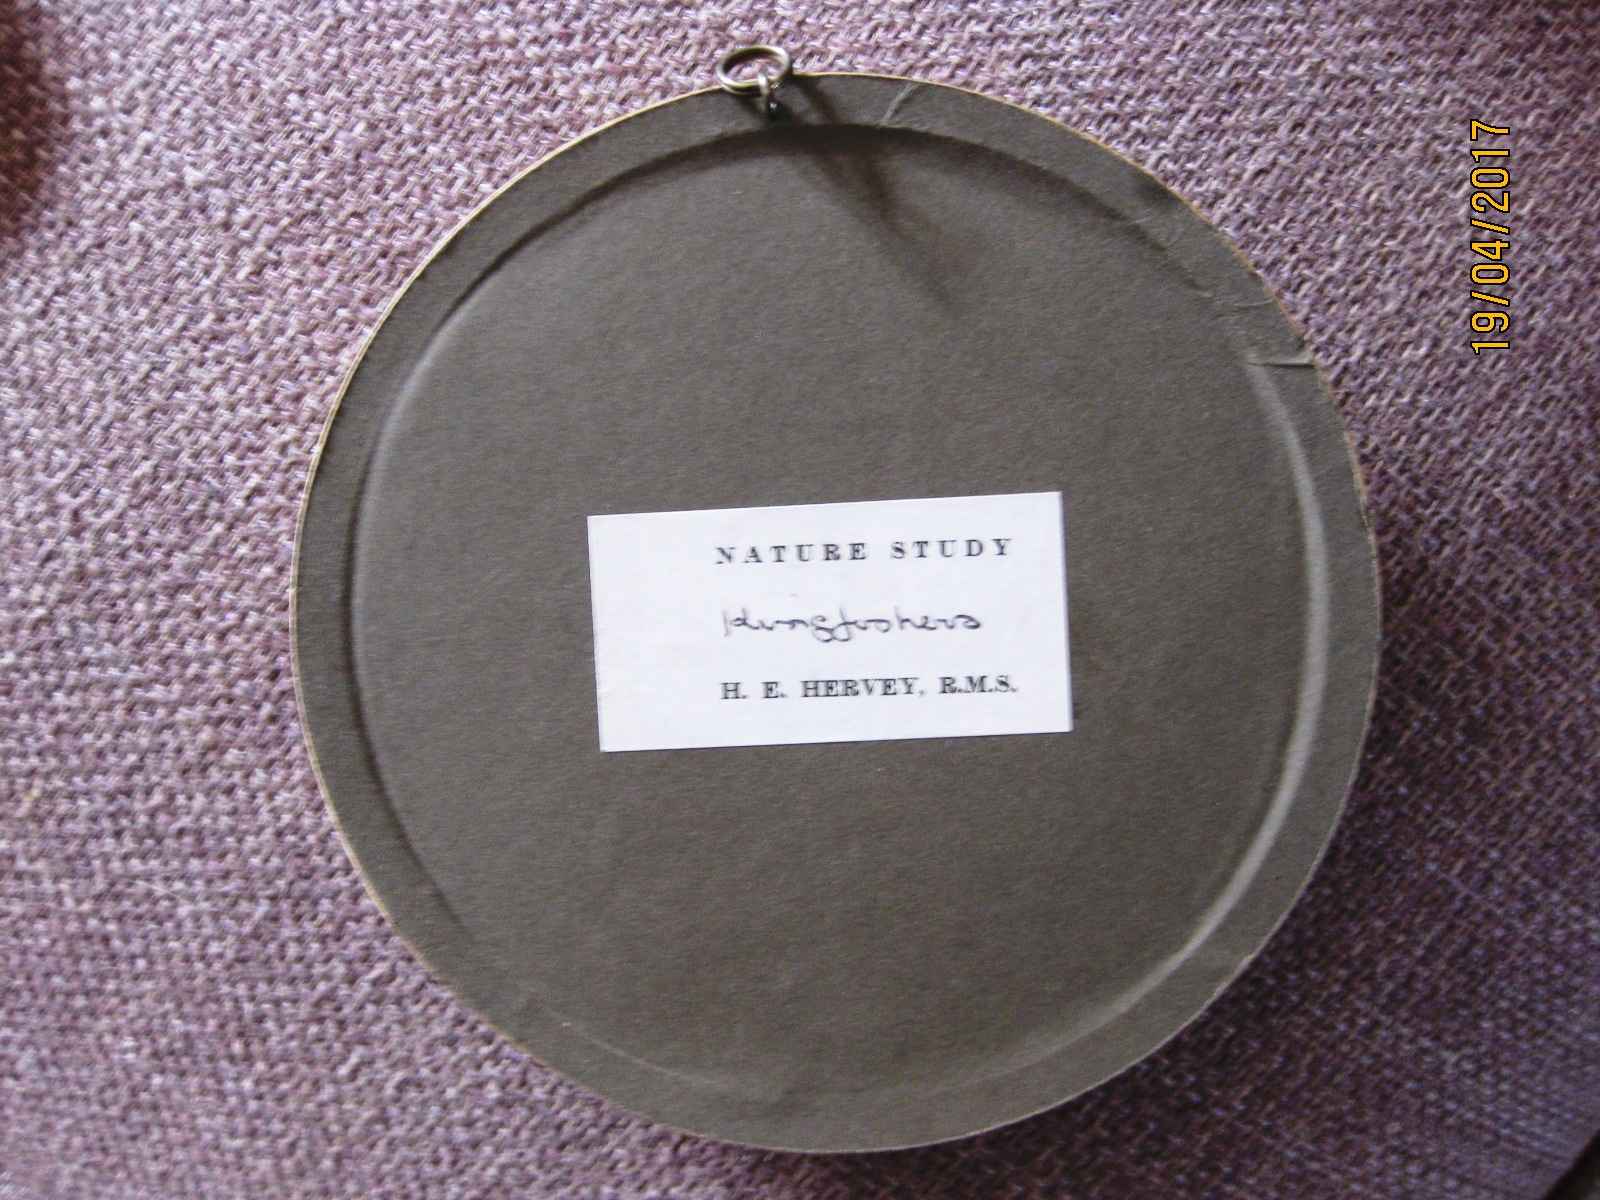 NATURE STUDY
Kingfishers
H. E. HERVEY, R.M.S.
19/04/2017